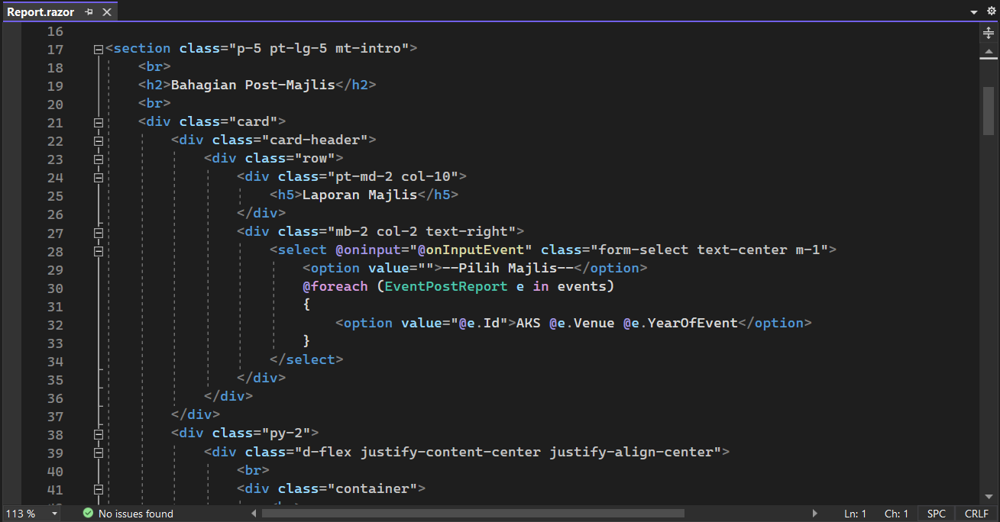 Report.razor
16
17 <section class="p-5 pt-lg-5 mt-intro">
18 <br>
19 <h2>Bahagian Post-Majlis</h2>
20 <br>
21 <div class="card">
22 <div class="card-header">
23 <div class="row">
24 <div class="pt-md-2 col-10">
25 <h5>Laporan Majlis</h5>
26 </div>
27 <div class="mb-2 col-2 text-right">
28 <select @oninput="@onInputEvent" class="form-select text-center m-1">
29 <option value="">--Pilih Majlis--</option>
30 @foreach (EventPostReport e in events)
31 {
32 <option value="@e.Id">AKS @e.Venue @e.YearOfEvent</option>
33 }
34 </select>
35 </div>
36 </div>
37 </div>
38 <div class="py-2">
39 <div class="d-flex justify-content-center justify-align-center">
40 <br>
41 <div class="container">
113 % No issues found Ln: 1 Ch: 1 SPC CRLF